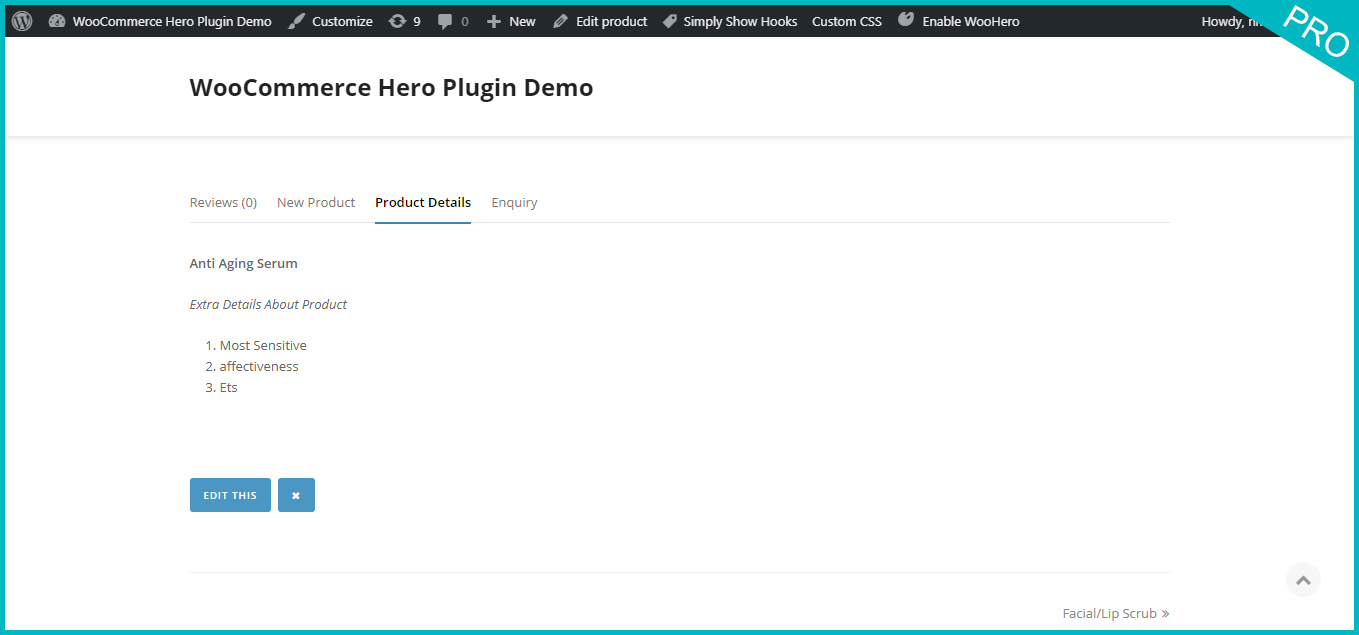 WooCommerce Hero Plugin Demo Customize 9 0 New Edit product Simply Show Hooks Custom CSS Enable WooHero Howdy,
PRO
WooCommerce Hero Plugin Demo
Reviews (0) New Product Product Details Enquiry
Anti Aging Serum
Extra Details About Product
1. Most Sensitive
2. affectiveness
3. Ets
EDIT THIS ×
Facial/Lip Scrub »